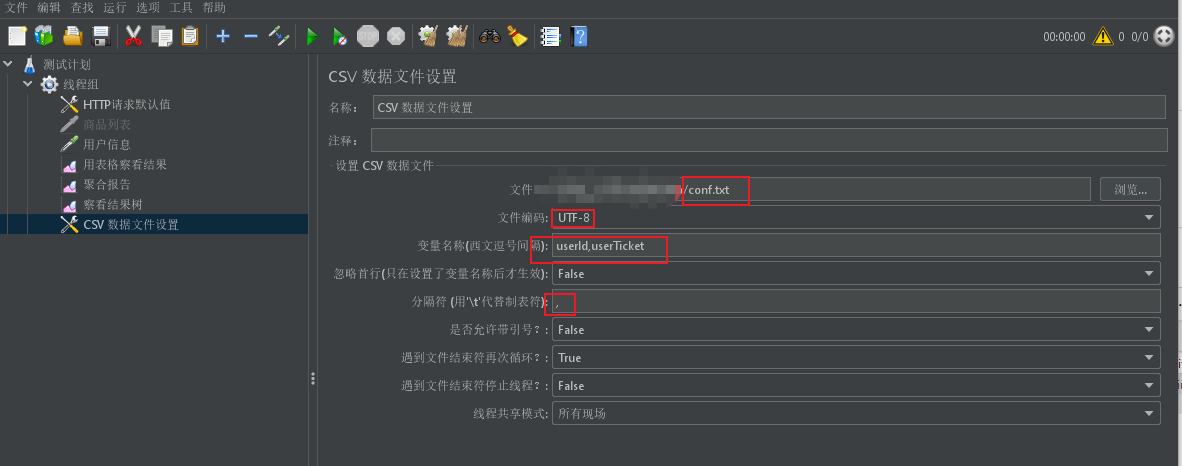 文件 编辑 查找 运行 选项 工具 帮助
STOP
00:00:00 0 0/0
测试计划
线程组
HTTP请求默认值
商品列表
用户信息
用表格察看结果
聚合报告
察看结果树
CSV 数据文件设置
CSV 数据文件设置
名称： CSV 数据文件设置
注释：
设置 CSV 数据文件
文件 /conf.txt 浏览...
文件编码: UTF-8
变量名称(西文逗号间隔): userId,userTicket
忽略首行(只在设置了变量名称后才生效): False
分隔符 (用'\t'代替制表符): ,
是否允许带引号？: False
遇到文件结束符再次循环？: True
遇到文件结束符停止线程？: False
线程共享模式: 所有现场